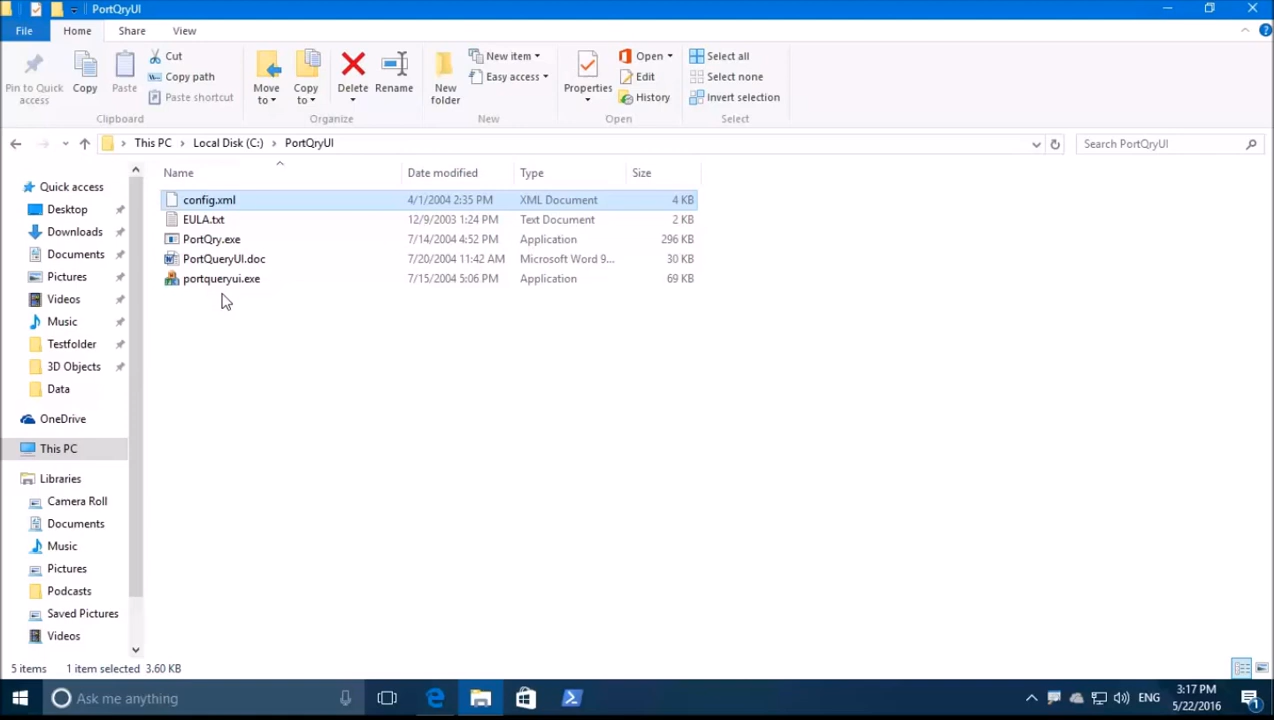 PortQryUI
File Home Share View
Pin to Quick access
Copy
Paste
Cut
Copy path
Paste shortcut
Clipboard
Move to
Copy to
Delete
Rename
Organize
New folder
New item
Easy access
New
Properties
Open
Edit
History
Open
Select all
Select none
Invert selection
Select
This PC > Local Disk (C:) > PortQryUI
Search PortQryUI
Name Date modified Type Size
config.xml 4/1/2004 2:35 PM XML Document 4 KB
EULA.txt 12/9/2003 1:24 PM Text Document 2 KB
PortQry.exe 7/14/2004 4:52 PM Application 296 KB
PortQueryUI.doc 7/20/2004 11:42 AM Microsoft Word 9... 30 KB
portqueryui.exe 7/15/2004 5:06 PM Application 69 KB
Quick access
Desktop
Downloads
Documents
Pictures
Videos
Music
Testfolder
3D Objects
Data
OneDrive
This PC
Libraries
Camera Roll
Documents
Music
Pictures
Podcasts
Saved Pictures
Videos
5 items 1 item selected 3.60 KB
Ask me anything
ENG
3:17 PM
5/22/2016
1